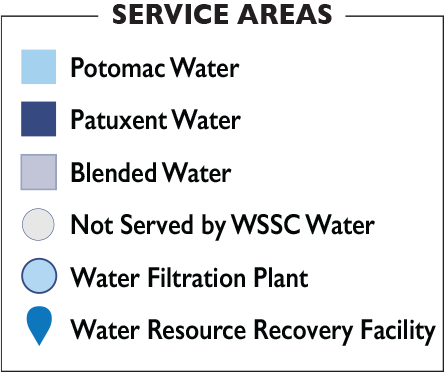 SERVICE AREAS
Potomac Water
Patuxent Water
Blended Water
Not Served by WSSC Water
Water Filtration Plant
Water Resource Recovery Facility